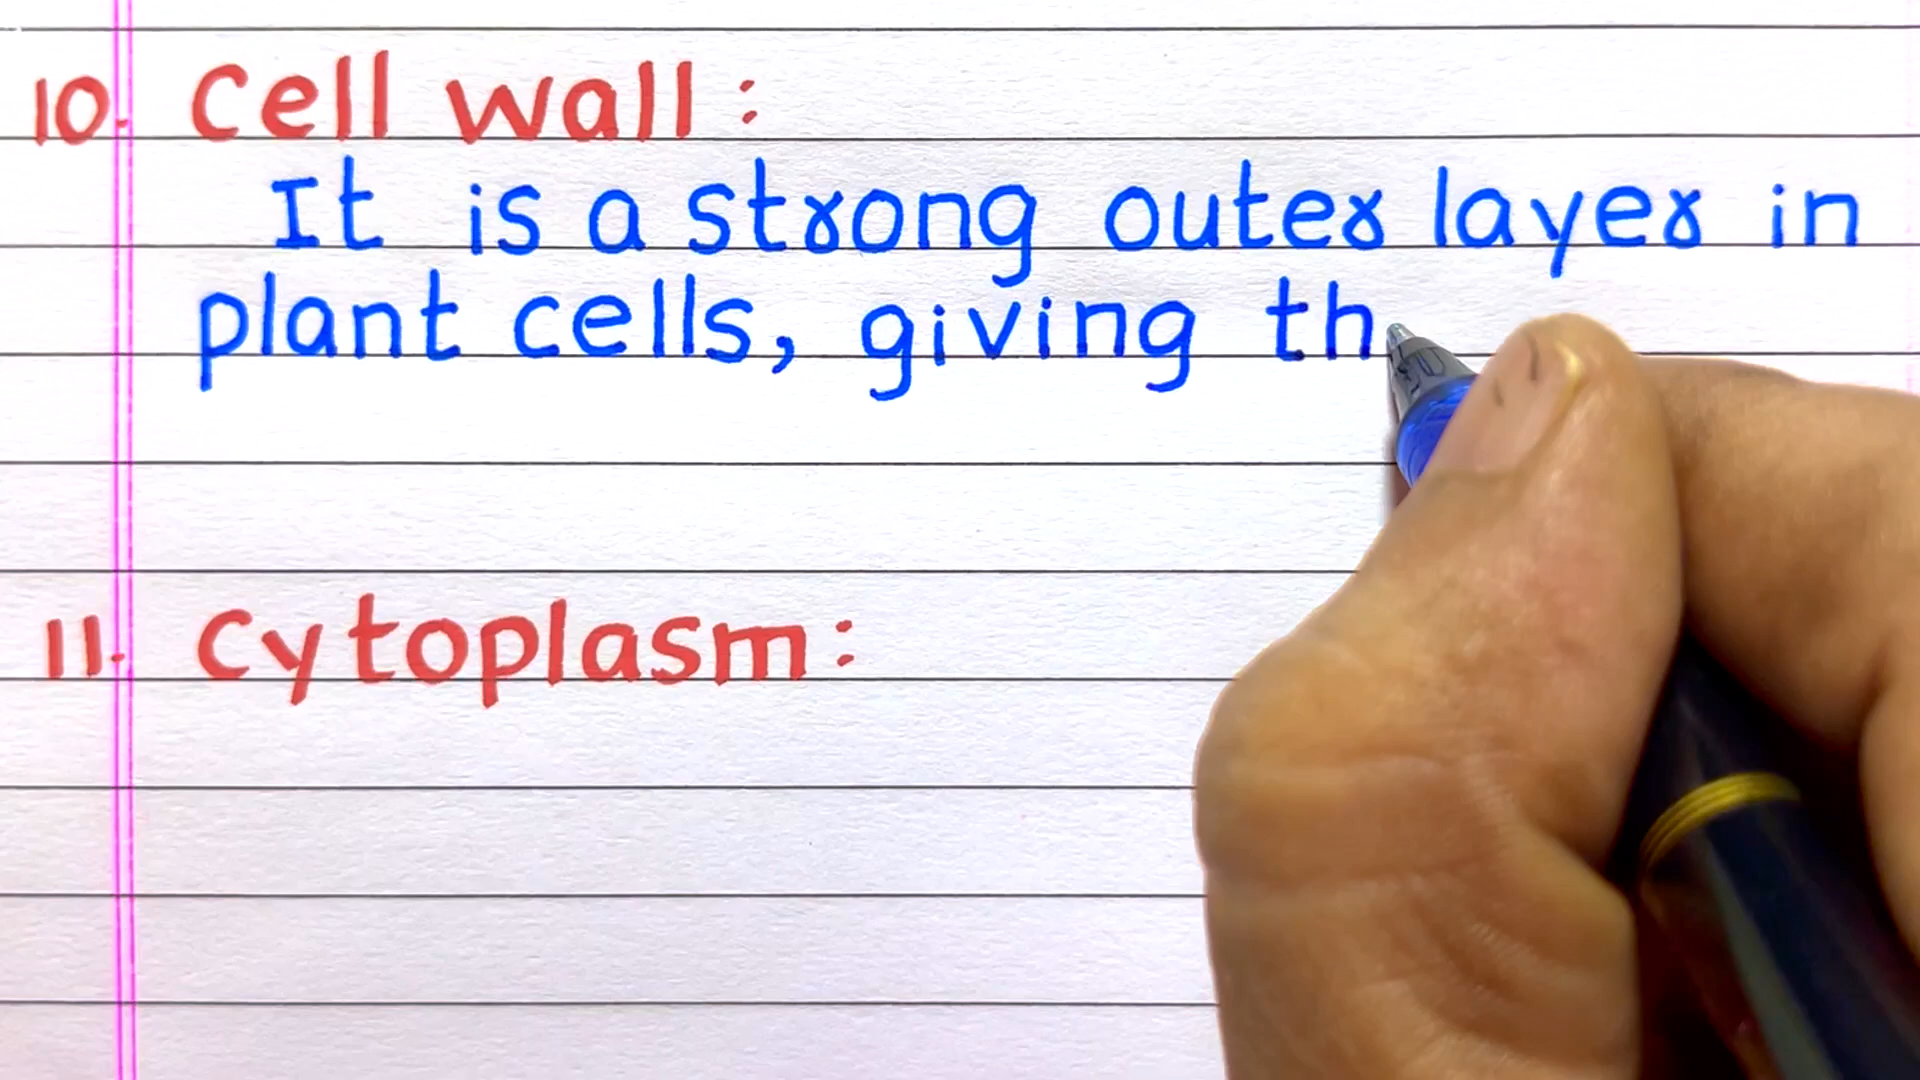 10. Cell wall:
It is a strong outer layer in
plant cells, giving th
11. Cytoplasm: